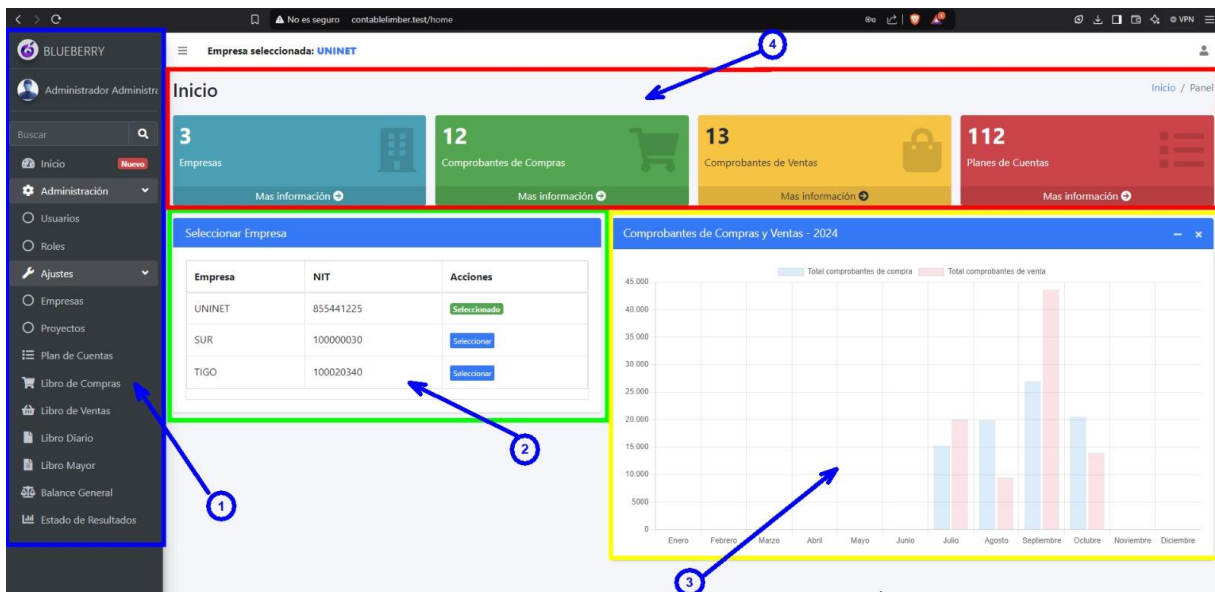 No es seguro contablelimber.test/home
VPN
BLUEBERRY
Empresa seleccionada: UNINET
4
Administrador Administra
Inicio
Inicio / Panel
Buscar
3
Empresas
Mas información
12
Comprobantes de Compras
Mas información
13
Comprobantes de Ventas
Mas información
112
Planes de Cuentas
Mas información
Inicio Nuevo
Administración
Usuarios
Roles
Ajustes
Empresas
Proyectos
Plan de Cuentas
Libro de Compras
Libro de Ventas
Libro Diario
Libro Mayor
Balance General
Estado de Resultados
1
Seleccionar Empresa
Empresa NIT Acciones
UNINET 855441225 Seleccionado
SUR 100000030 Seleccionar
TIGO 100020340 Seleccionar
2
Comprobantes de Compras y Ventas - 2024
Total comprobantes de compra Total comprobantes de venta
45.000
40.000
35.000
30.000
25.000
20.000
15.000
10.000
5000
0
Enero Febrero Marzo Abril Mayo Junio Julio Agosto Septiembre Octubre Noviembre Diciembre
3